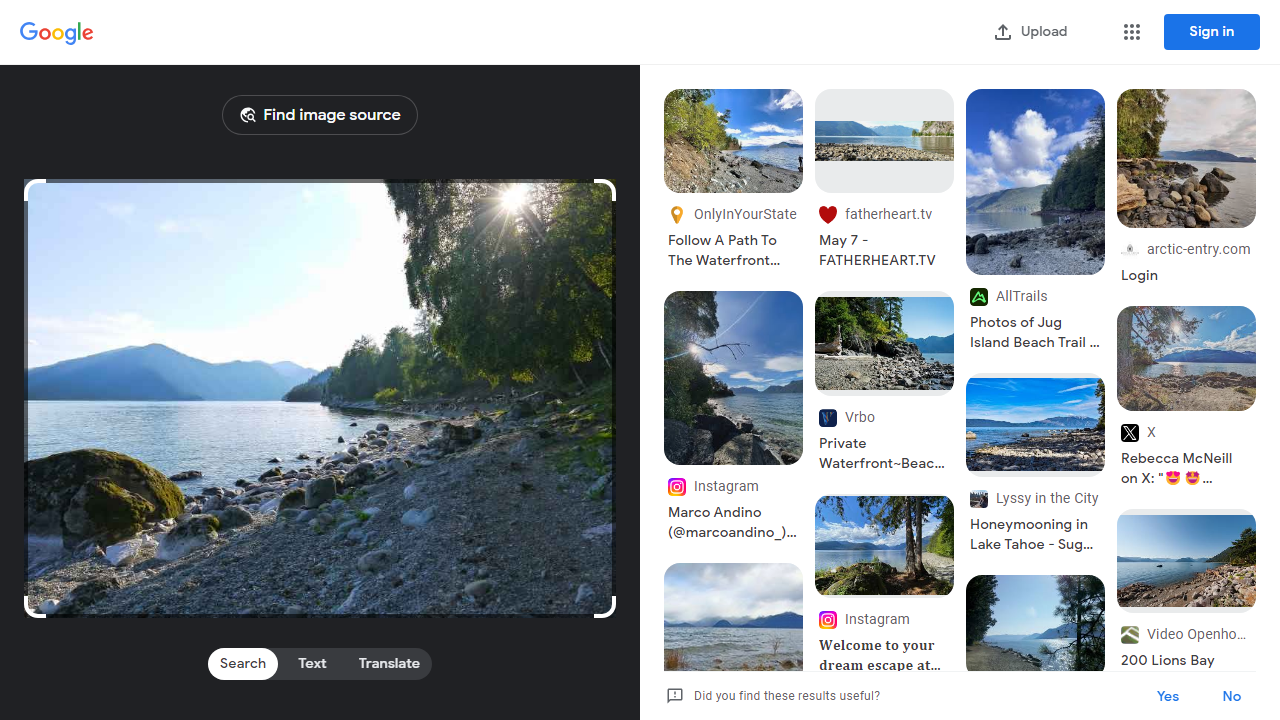 Google
Upload
Sign in
Find image source
Search
Text
Translate
OnlyInYourState
Follow A Path To
The Waterfront...
Instagram
Marco Andino
(@marcoandino_)...
fatherheart.tv
May 7 -
FATHERHEART.TV
Vrbo
Private
Waterfront~Beac...
Instagram
Welcome to your
dream escape at...
AllTrails
Photos of Jug
Island Beach Trail ...
Lyssy in the City
Honeymooning in
Lake Tahoe - Sug...
arctic-entry.com
Login
X
Rebecca McNeill
on X: "😍 🤩 ...
Video Openho...
200 Lions Bay
Did you find these results useful?
Yes
No